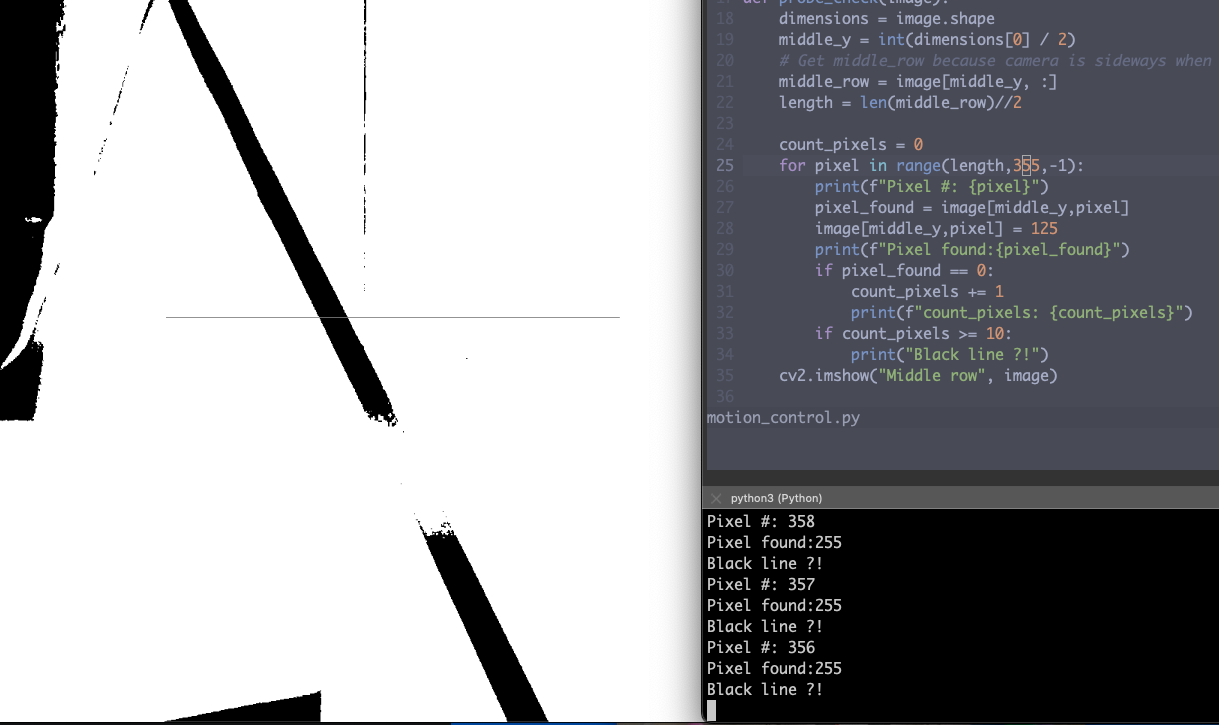 17 def probe_check(image):
18 dimensions = image.shape
19 middle_y = int(dimensions[0] / 2)
20 # Get middle_row because camera is sideways when
21 middle_row = image[middle_y, :]
22 length = len(middle_row)//2
23
24 count_pixels = 0
25 for pixel in range(length,355,-1):
26 print(f"Pixel #: {pixel}")
27 pixel_found = image[middle_y,pixel]
28 image[middle_y,pixel] = 125
29 print(f"Pixel found:{pixel_found}")
30 if pixel_found == 0:
31 count_pixels += 1
32 print(f"count_pixels: {count_pixels}")
33 if count_pixels >= 10:
34 print("Black line ?!")
35 cv2.imshow("Middle row", image)
36
motion_control.py
python3 (Python)
Pixel #: 358
Pixel found:255
Black line ?!
Pixel #: 357
Pixel found:255
Black line ?!
Pixel #: 356
Pixel found:255
Black line ?!